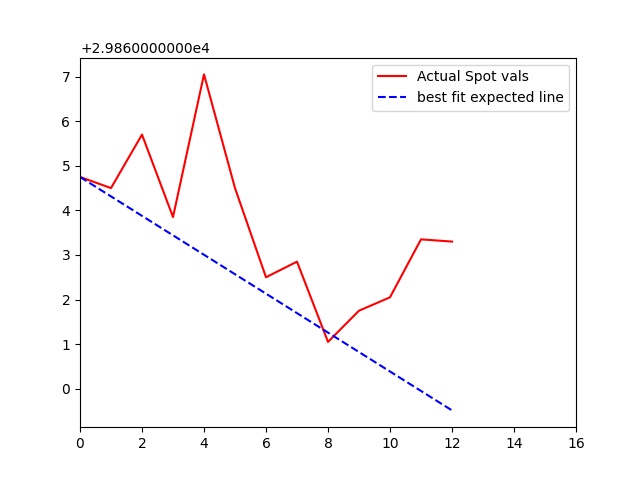 +2.9860000000e4
Actual Spot vals
best fit expected line
7
6
5
4
3
2
1
0
0 2 4 6 8 10 12 14 16